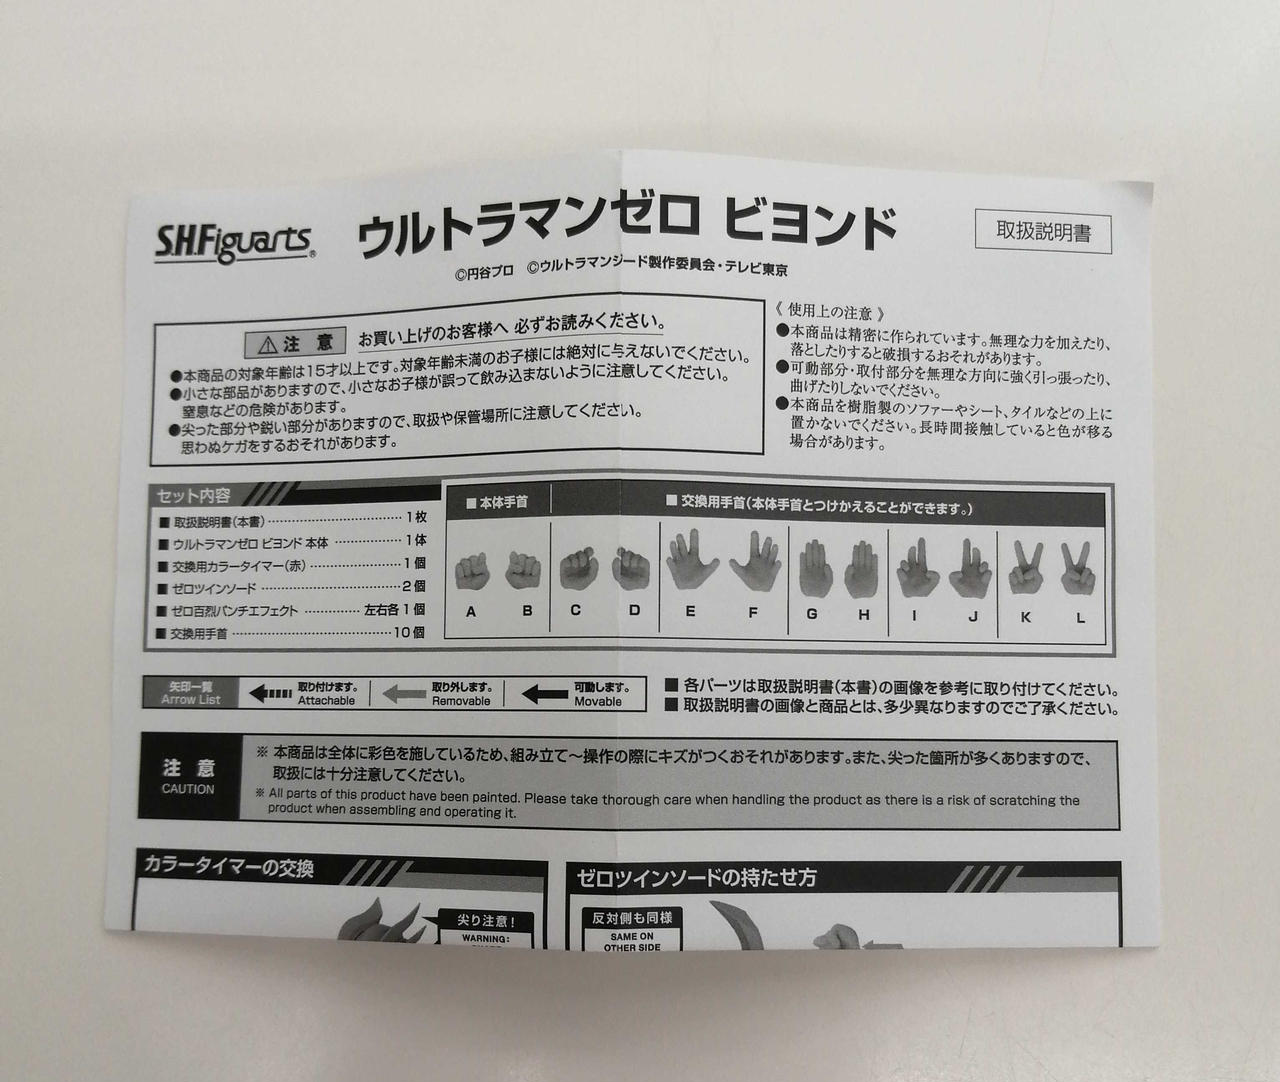 S.H.Figuarts®
ウルトラマンゼロ ビヨンド
取扱説明書
©円谷プロ ©ウルトラマンジード製作委員会・テレビ東京
⚠注 意 お買い上げのお客様へ 必ずお読みください。
●本商品の対象年齢は15才以上です。対象年齢未満のお子様には絶対に与えないでください。
●小さな部品がありますので、小さなお子様が誤って飲み込まないように注意してください。
窒息などの危険があります。
●尖った部分や鋭い部分がありますので、取扱や保管場所に注意してください。
思わぬケガをするおそれがあります。
《 使用上の注意 》
●本商品は精密に作られています。無理な力を加えたり、
落としたりすると破損するおそれがあります。
●可動部分・取付部分を無理な方向に強く引っ張ったり、
曲げたりしないでください。
●本商品を樹脂製のソファーやシート、タイルなどの上に
置かないでください。長時間接触していると色が移る
場合があります。
セット内容
■ 取扱説明書(本書) 1枚
■ ウルトラマンゼロ ビヨンド 本体 1体
■ 交換用カラータイマー(赤) 1個
■ ゼロツインソード 2個
■ ゼロ百烈パンチエフェクト 左右各1個
■ 交換用手首 10個
■ 本体手首
■ 交換用手首(本体手首とつけかえることができます。)
A B C D E F G H I J K L
矢印一覧
Arrow List
取り付けます。
Attachable
取り外します。
Removable
可動します。
Movable
■ 各パーツは取扱説明書(本書)の画像を参考に取り付けてください。
■ 取扱説明書の画像と商品とは、多少異なりますのでご了承ください。
注 意
CAUTION
※ 本商品は全体に彩色を施しているため、組み立て〜操作の際にキズがつくおそれがあります。また、尖った箇所が多くありますので、
取扱には十分注意してください。
※ All parts of this product have been painted. Please take thorough care when handling the product as there is a risk of scratching the
product when assembling and operating it.
カラータイマーの交換
尖り注意!
WARNING:
ゼロツインソードの持たせ方
反対側も同様
SAME ON
OTHER SIDE